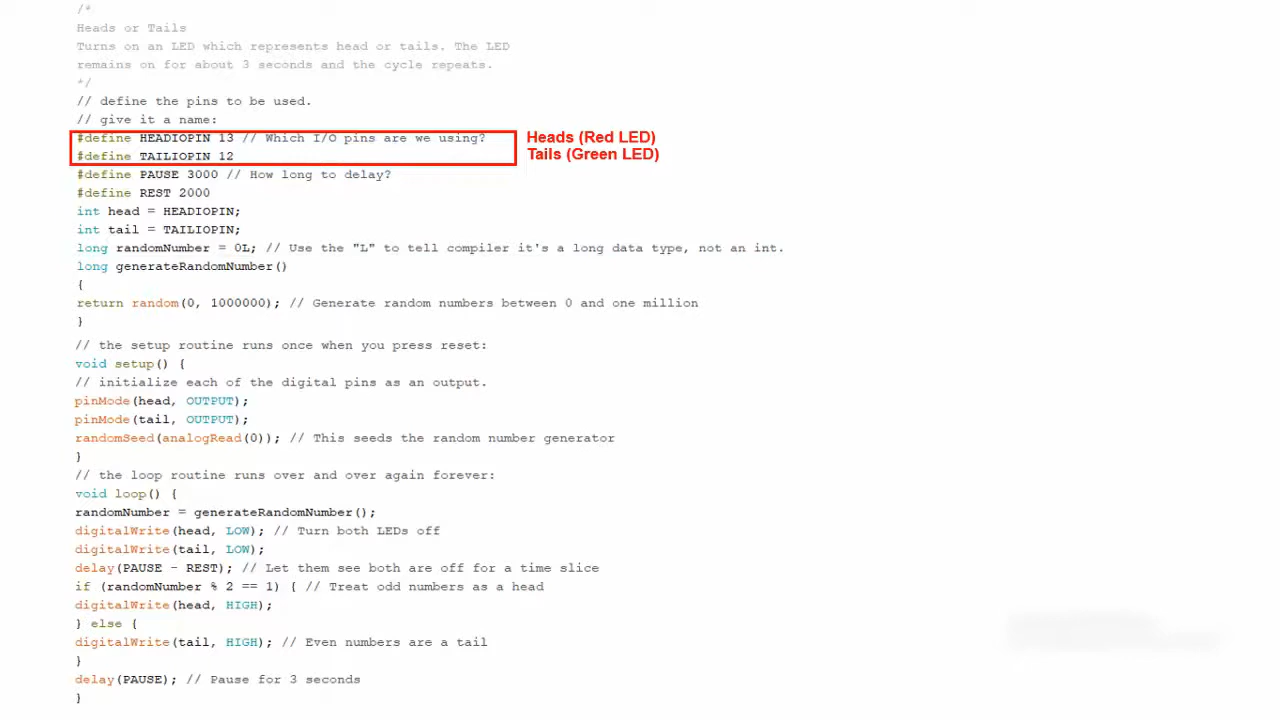 /*
Heads or Tails
Turns on an LED which represents head or tails. The LED
remains on for about 3 seconds and the cycle repeats.
*/
// define the pins to be used.
// give it a name:
#define HEADIOPIN 13 // Which I/O pins are we using?
Heads (Red LED)
#define TAILIOPIN 12
Tails (Green LED)
#define PAUSE 3000 // How long to delay?
#define REST 2000
int head = HEADIOPIN;
int tail = TAILIOPIN;
long randomNumber = 0L; // Use the "L" to tell compiler it's a long data type, not an int.
long generateRandomNumber()
{
return random(0, 1000000); // Generate random numbers between 0 and one million
}
// the setup routine runs once when you press reset:
void setup() {
// initialize each of the digital pins as an output.
pinMode(head, OUTPUT);
pinMode(tail, OUTPUT);
randomSeed(analogRead(0)); // This seeds the random number generator
}
// the loop routine runs over and over again forever:
void loop() {
randomNumber = generateRandomNumber();
digitalWrite(head, LOW); // Turn both LEDs off
digitalWrite(tail, LOW);
delay(PAUSE - REST); // Let them see both are off for a time slice
if (randomNumber % 2 == 1) { // Treat odd numbers as a head
digitalWrite(head, HIGH);
} else {
digitalWrite(tail, HIGH); // Even numbers are a tail
}
delay(PAUSE); // Pause for 3 seconds
}